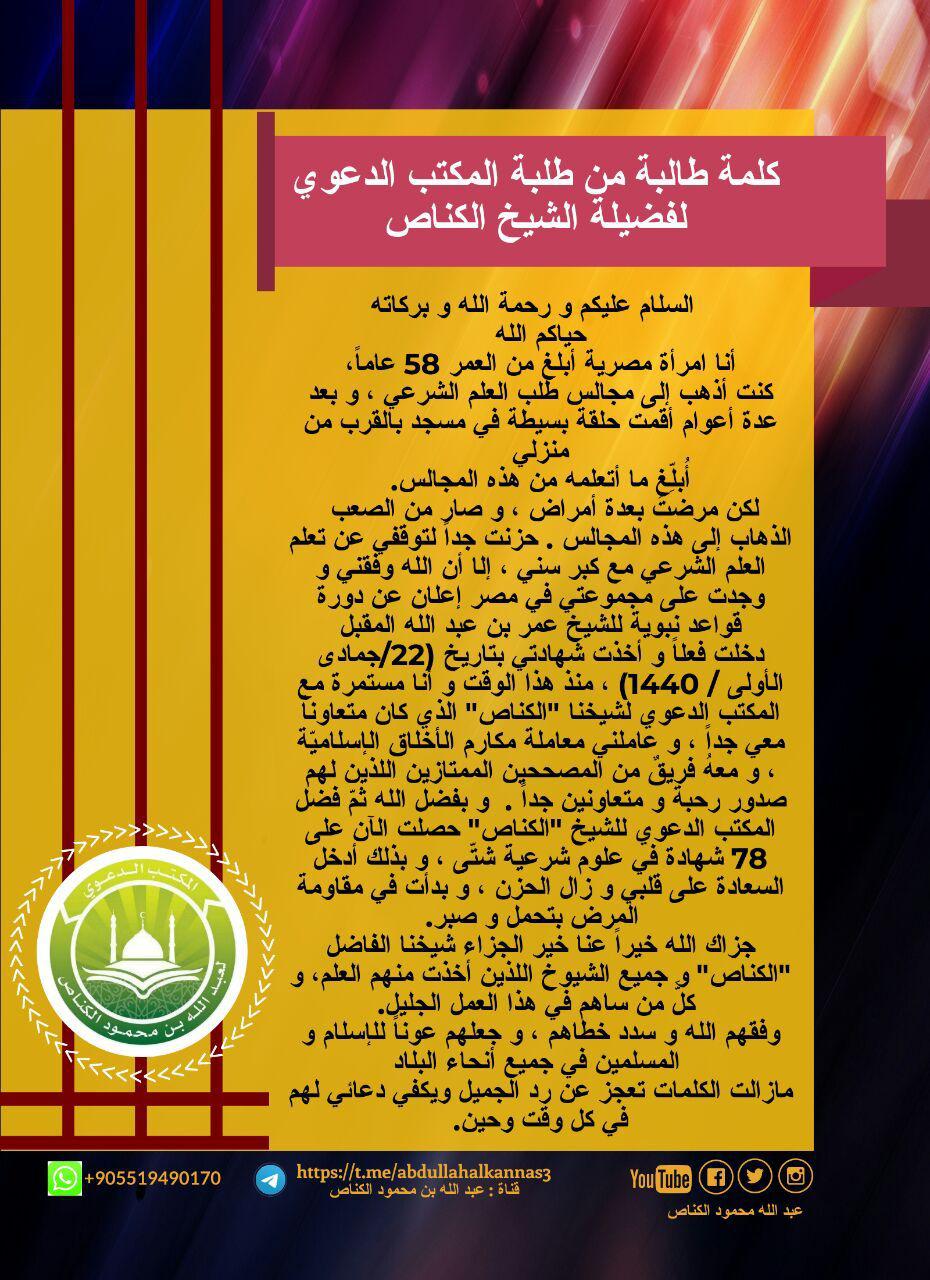 كلمة طالبة من طلبة المكتب الدعوي
لفضيلة الشيخ الكناص
السلام عليكم و رحمة الله و بركاته
حياكم الله
أنا امرأة مصرية أبلغ من العمر 58 عاماً،
كنت أذهب إلى مجالس طلب العلم الشرعي ، و بعد
عدة أعوام أقمت حلقة بسيطة في مسجد بالقرب من
منزلي
أُبلّغ ما أتعلمه من هذه المجالس.
لكن مرضت بعدة أمراض ، و صار من الصعب
الذهاب إلى هذه المجالس . حزنت جداً لتوقفي عن تعلم
العلم الشرعي مع كبر سني ، إلا أن الله وفقتني و
وجدت على مجموعتي في مصر إعلان عن دورة
قواعد نبوية للشيخ عمر بن عبد الله المقبل
دخلت فعلاً و أخذت شهادتي بتاريخ (22/جمادى
الأولى / 1440) ، منذ هذا الوقت و أنا مستمرة مع
المكتب الدعوي لشيخنا "الكناص" الذي كان متعاوناً
معي جداً ، و عاملني معاملة مكارم الأخلاق الإسلاميّة
، و معهُ فريقٌ من المصححين الممتازين اللذين لهم
صدور رحبة و متعاونين جداً . و بفضل الله ثمّ فضل
المكتب الدعوي للشيخ "الكناص" حصلت الآن على
78 شهادة في علوم شرعية شتّى ، و بذلك أدخل
السعادة على قلبي و زال الحزن ، و بدأت في مقاومة
المرض بتحمل و صبر.
جزاك الله خيراً عنا خير الجزاء شيخنا الفاضل
"الكناص" و جميع الشيوخ اللذين أخذت منهم العلم، و
كلّ من ساهم في هذا العمل الجليل.
وفقهم الله و سدد خطاهم ، و جعلهم عوناً للإسلام و
المسلمين في جميع أنحاء البلاد
مازالت الكلمات تعجز عن رد الجميل ويكفي دعائي لهم
في كل وقت وحين.
المكتب الدعوي
لعبد الله بن محمود الكناص
+905519490170
https://t.me/abdullahalkannas3
قناة : عبد الله بن محمود الكناص
YouTube
عبد الله محمود الكناص